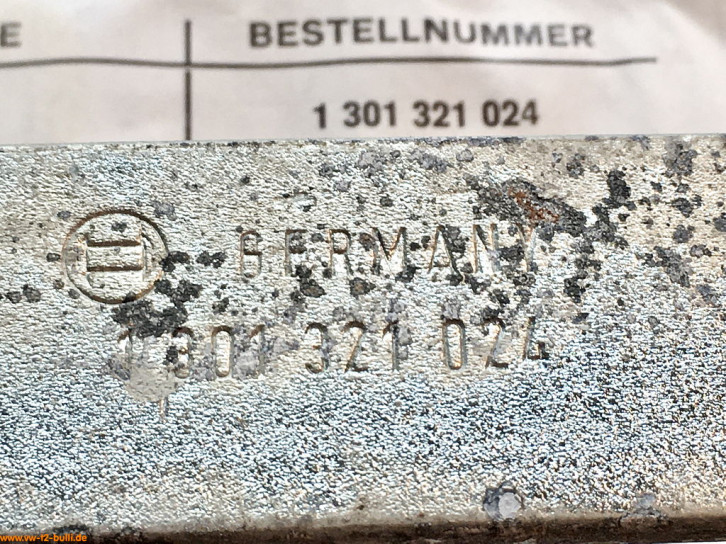 E BESTELLNUMMER
1 301 321 024
GERMANY
1 301 321 024
www.vw-t2-bulli.de